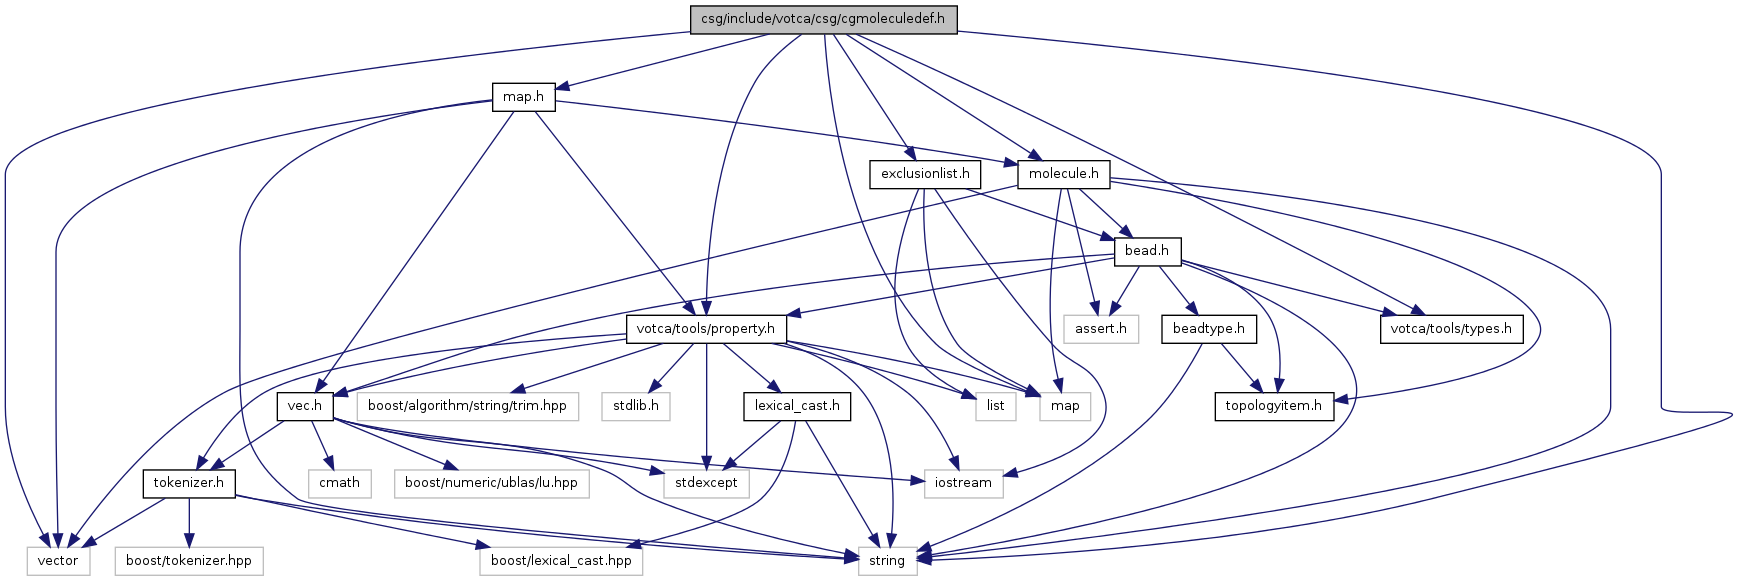 csg/include/votca/csg/cgmoleculedef.h
map.h
exclusionlist.h
molecule.h
bead.h
votca/tools/property.h
assert.h
beadtype.h
votca/tools/types.h
vec.h
boost/algorithm/string/trim.hpp
stdlib.h
lexical_cast.h
list
map
topologyitem.h
tokenizer.h
cmath
boost/numeric/ublas/lu.hpp
stdexcept
iostream
vector
boost/tokenizer.hpp
boost/lexical_cast.hpp
string